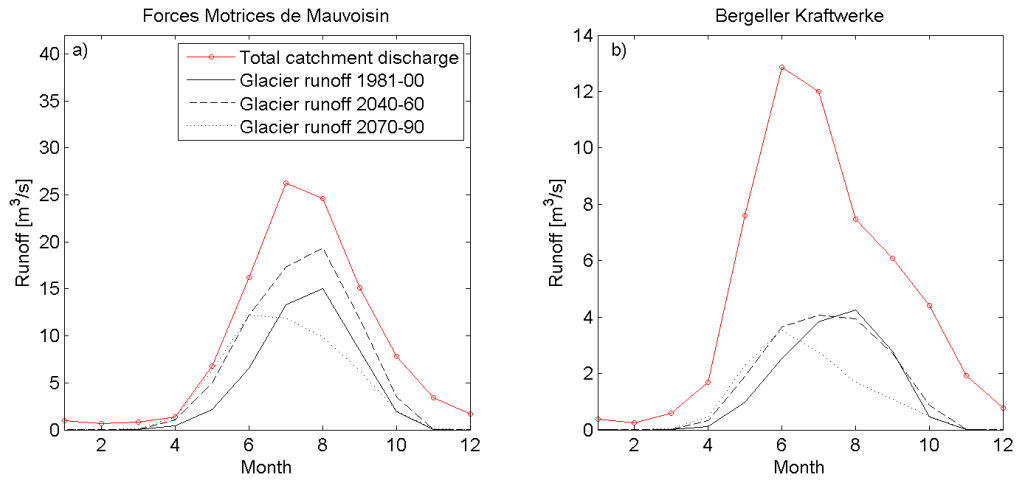 Forces Motrices de Mauvoisin
a)
Total catchment discharge
Glacier runoff 1981-00
Glacier runoff 2040-60
Glacier runoff 2070-90
40
35
30
25
20
15
10
5
0
Runoff [m³/s]
2 4 6 8 10 12
Month
Bergeller Kraftwerke
b)
14
12
10
8
6
4
2
0
Runoff [m³/s]
2 4 6 8 10 12
Month